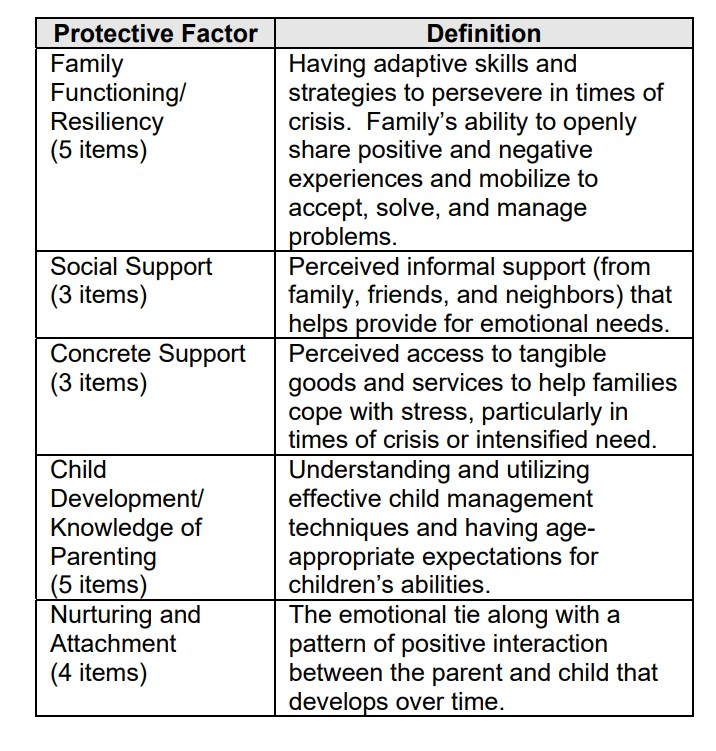 Protective Factor
Definition
Family
Functioning/
Resiliency
(5 items)
Having adaptive skills and
strategies to persevere in times of
crisis.  Family's ability to openly
share positive and negative
experiences and mobilize to
accept, solve, and manage
problems.
Social Support
(3 items)
Perceived informal support (from
family, friends, and neighbors) that
helps provide for emotional needs.
Concrete Support
(3 items)
Perceived access to tangible
goods and services to help families
cope with stress, particularly in
times of crisis or intensified need.
Child
Development/
Knowledge of
Parenting
(5 items)
Understanding and utilizing
effective child management
techniques and having age-
appropriate expectations for
children's abilities.
Nurturing and
Attachment
(4 items)
The emotional tie along with a
pattern of positive interaction
between the parent and child that
develops over time.